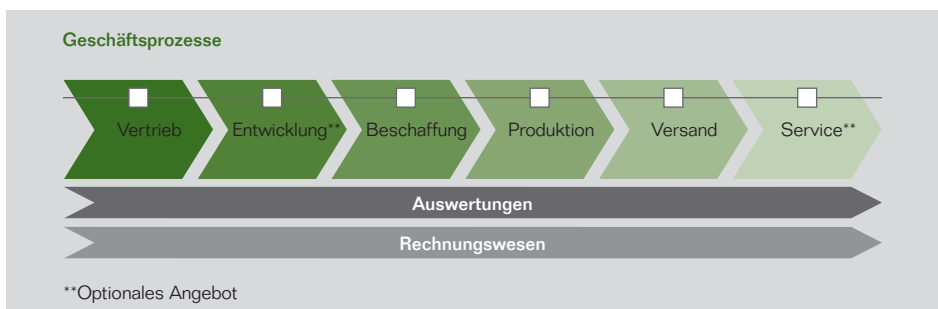 Geschäftsprozesse
Vertrieb Entwicklung** Beschaffung Produktion Versand Service**
Auswertungen
Rechnungswesen
**Optionales Angebot